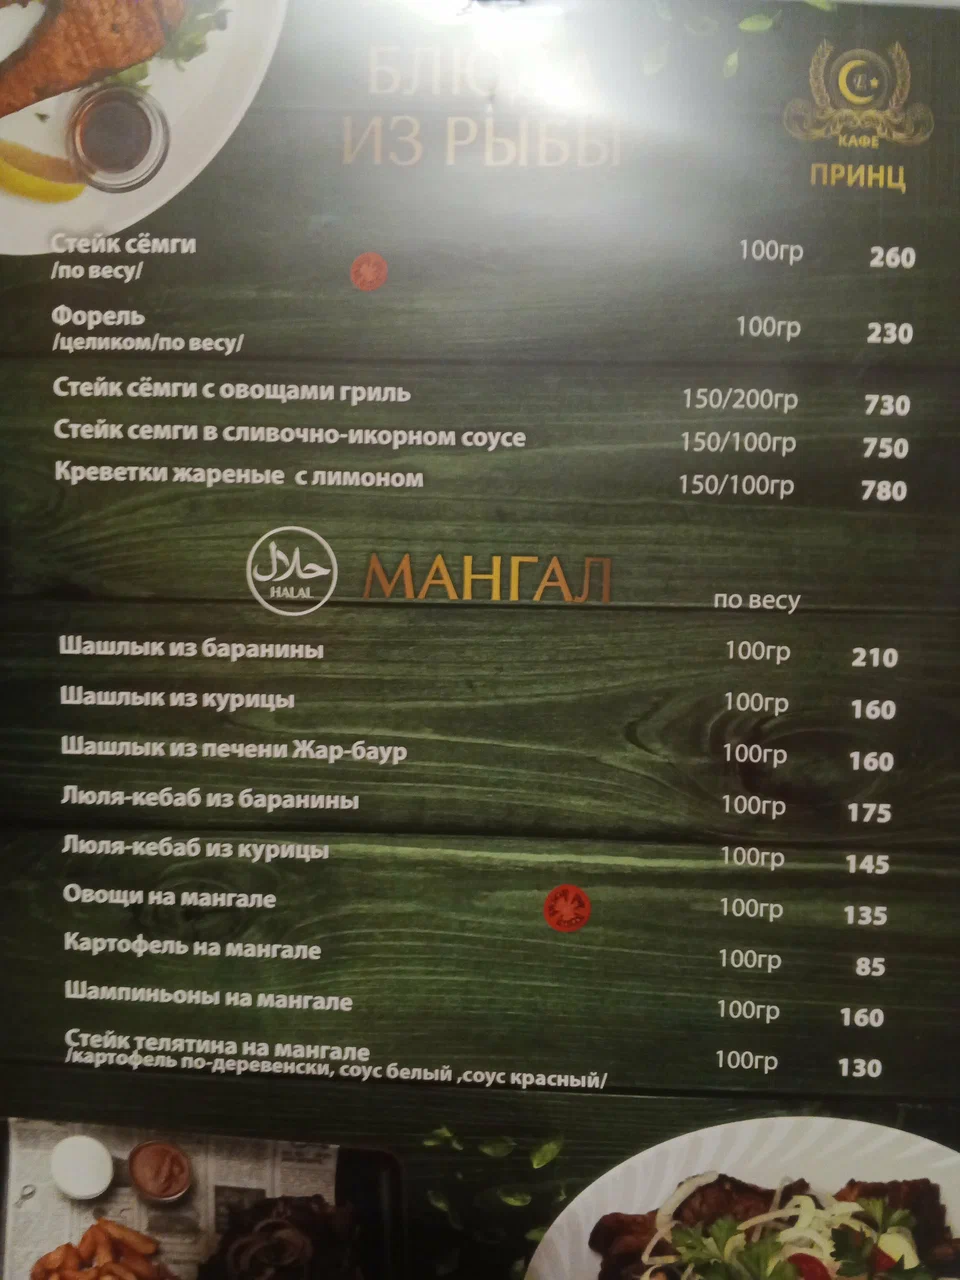 БЛЮДА
ИЗ РЫБЫ
КАФЕ
ПРИНЦ
Стейк сёмги 100гр 260
/по весу/
Форель 100гр 230
/целиком/по весу/
Стейк сёмги с овощами гриль 150/200гр 730
Стейк семги в сливочно-икорном соусе 150/100гр 750
Креветки жареные с лимоном 150/100гр 780
حلال
HALAL
МАНГАЛ
по весу
Шашлык из баранины 100гр 210
Шашлык из курицы 100гр 160
Шашлык из печени Жар-баур 100гр 160
Люля-кебаб из баранины 100гр 175
Люля-кебаб из курицы 100гр 145
Овощи на мангале 100гр 135
Картофель на мангале 100гр 85
Шампиньоны на мангале 100гр 160
Стейк телятина на мангале 100гр 130
/картофель по-деревенски, соус белый ,соус красный/